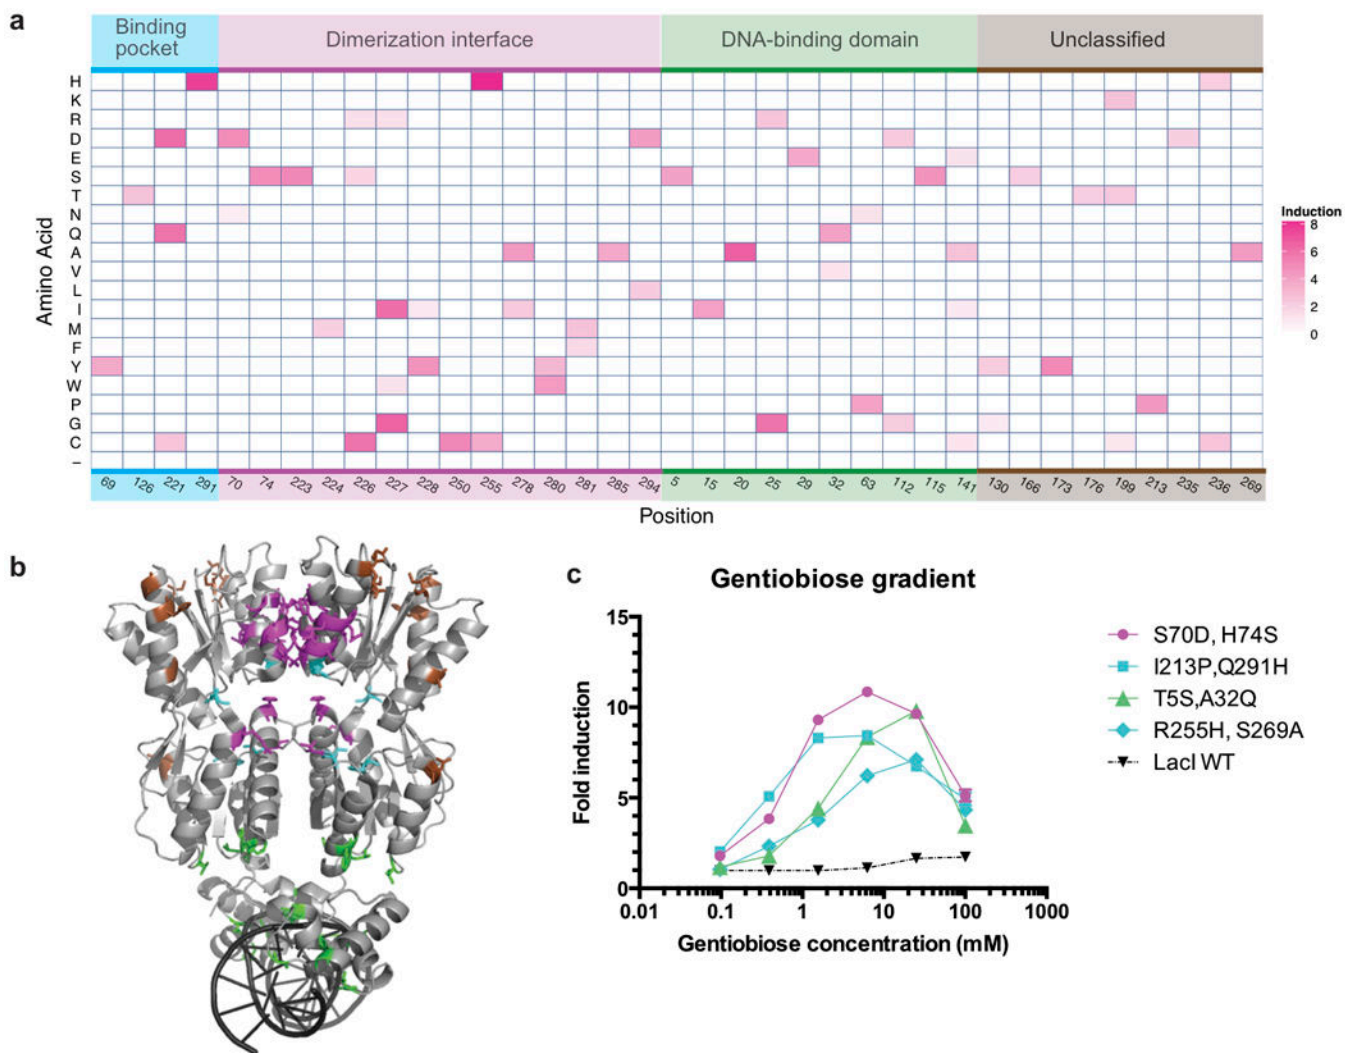 a
Binding
pocket
Dimerization interface
DNA-binding domain
Unclassified
Amino Acid
H
K
R
D
E
S
T
N
Q
A
V
L
I
M
F
Y
W
P
G
C
–
69 126 221 291 70 74 223 224 226 227 228 250 255 278 280 281 285 294 5 15 20 25 29 32 63 112 115 141 130 166 173 176 199 213 235 236 269
Position
Induction
8
6
4
2
0
b
c
Gentiobiose gradient
Fold induction
15
10
5
0
0.01 0.1 1 10 100 1000
Gentiobiose concentration (mM)
S70D, H74S
I213P,Q291H
T5S,A32Q
R255H, S269A
LacI WT